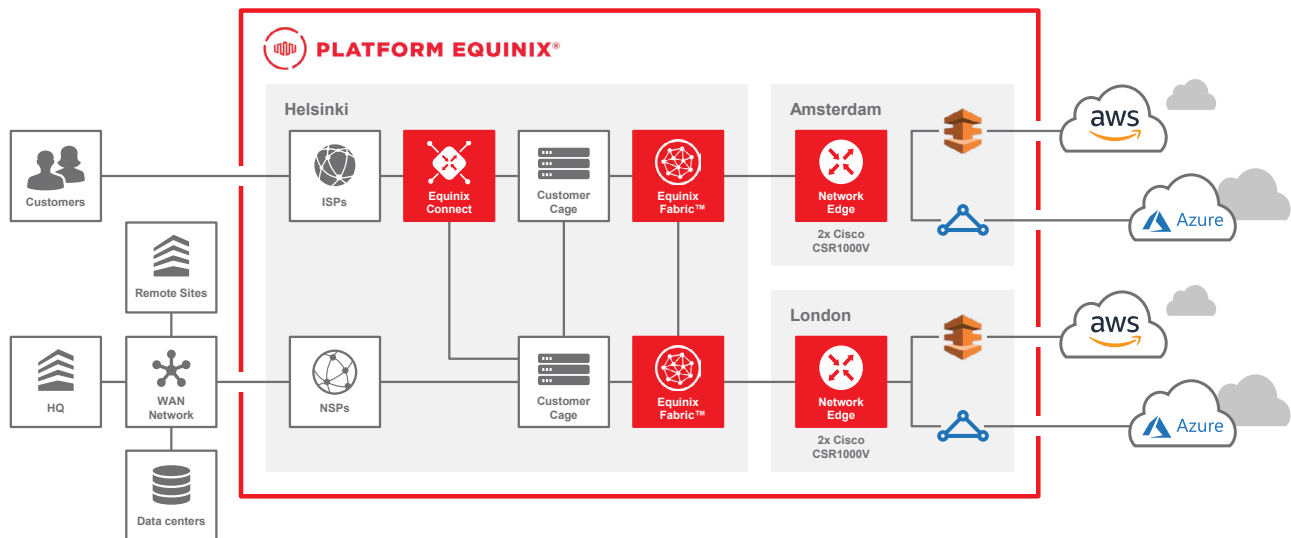 PLATFORM EQUINIX®
Helsinki
Amsterdam
aws
Customers
ISPs
Equinix
Connect
Customer
Cage
Equinix
Fabric™
Network
Edge
2x Cisco
CSR1000V
Azure
Remote Sites
London
aws
HQ
WAN
Network
NSPs
Customer
Cage
Equinix
Fabric™
Network
Edge
2x Cisco
CSR1000V
Azure
Data centers